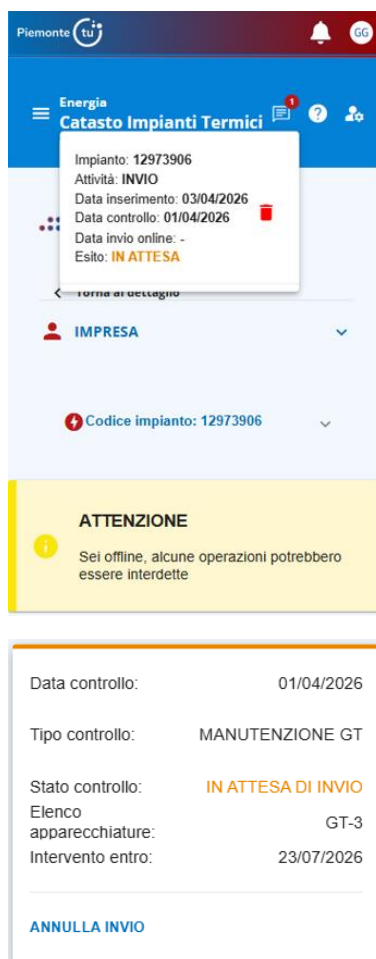 Piemonte tu
GG
Energia
Catasto Impianti Termici
1
?
Impianto: 12973906
Attività: INVIO
Data inserimento: 03/04/2026
Data controllo: 01/04/2026
Data invio online: -
Esito: IN ATTESA
Torna al dettaglio
IMPRESA
Codice impianto: 12973906
ATTENZIONE
Sei offline, alcune operazioni potrebbero
essere interdette
Data controllo: 01/04/2026
Tipo controllo: MANUTENZIONE GT
Stato controllo: IN ATTESA DI INVIO
Elenco
apparecchiature: GT-3
Intervento entro: 23/07/2026
ANNULLA INVIO